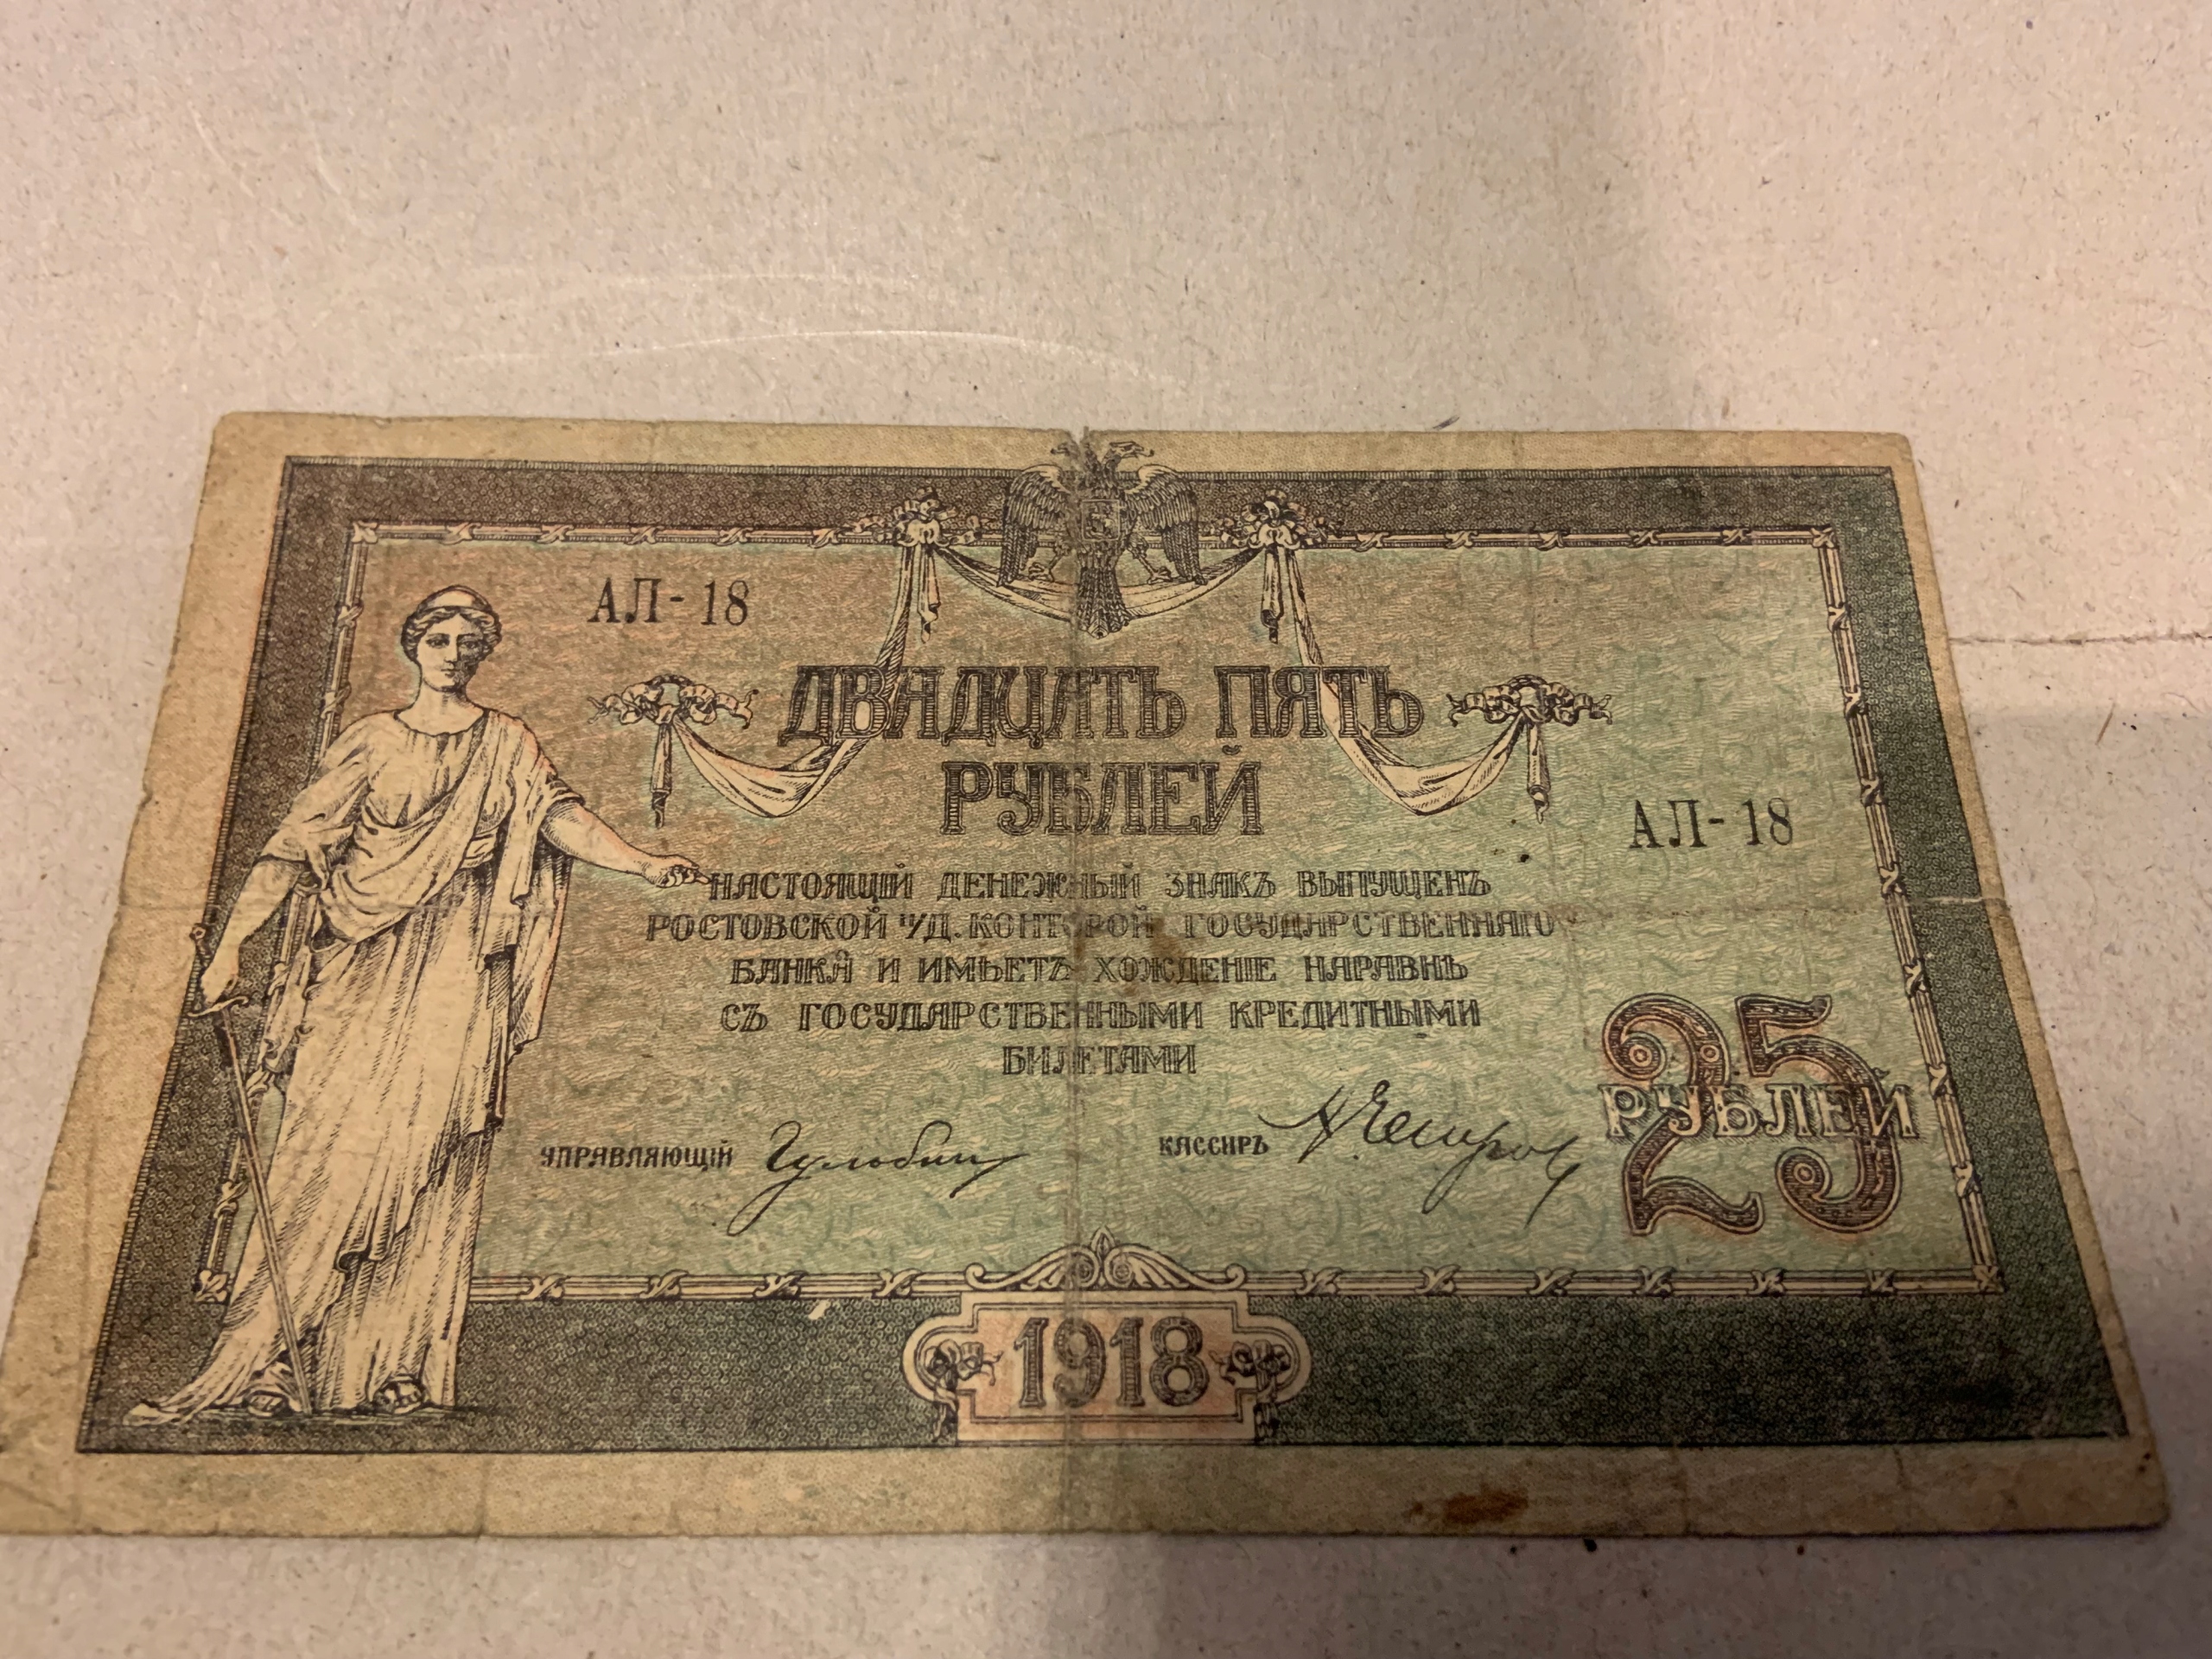 АЛ-18
ДВАДЦАТЬ ПЯТЬ
РУБЛЕЙ
АЛ-18
НАСТОЯЩІЙ ДЕНЕЖНЫЙ ЗНАКЪ ВЫПУЩЕНЪ
РОСТОВСКОЙ н/Д. КОНТОРОЙ ГОСУДАРСТВЕННАГО
БАНКА И ИМѢЕТЪ ХОЖДЕНІЕ НАРАВНѢ
СЪ ГОСУДАРСТВЕННЫМИ КРЕДИТНЫМИ
БИЛЕТАМИ
25
РУБЛЕЙ
УПРАВЛЯЮЩІЙ
КАССИРЪ
1918